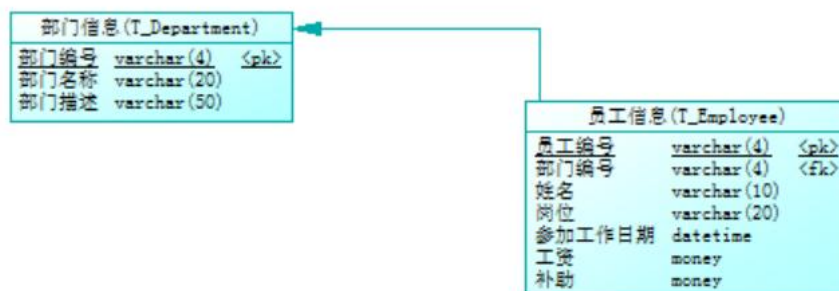 部门信息(T_Department)
部门编号 varchar(4) <pk>
部门名称 varchar(20)
部门描述 varchar(50)
员工信息(T_Employee)
员工编号 varchar(4) <pk>
部门编号 varchar(4) <fk>
姓名 varchar(10)
岗位 varchar(20)
参加工作日期 datetime
工资 money
补助 money